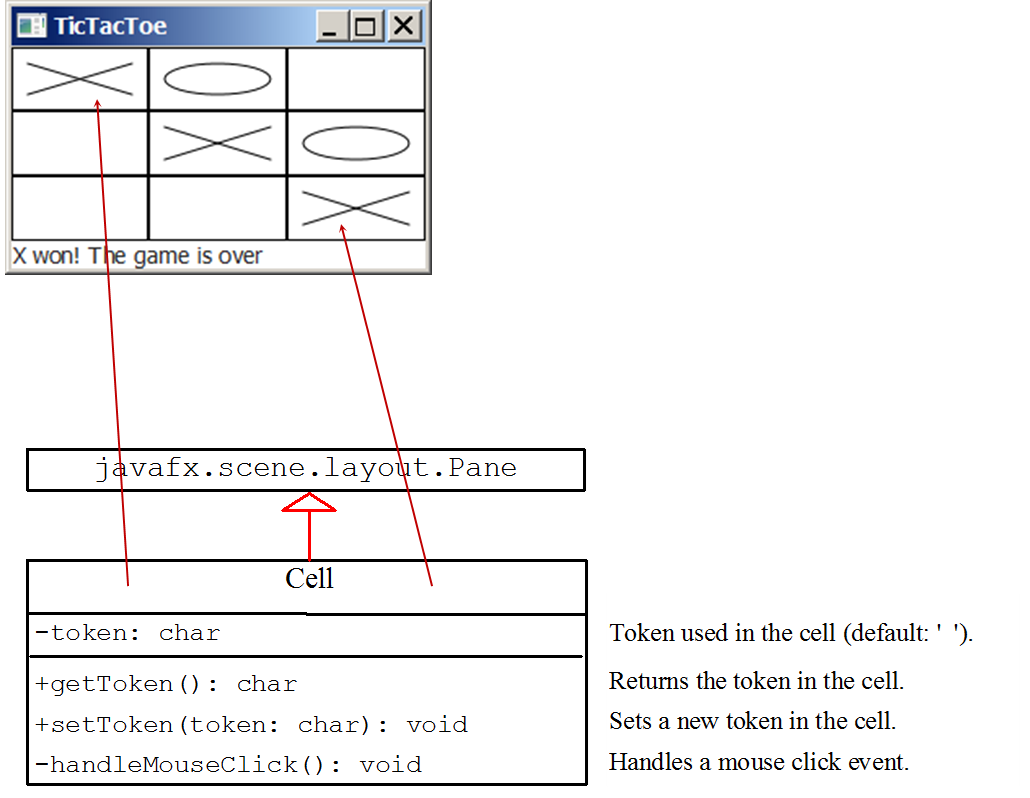 TicTacToe
X won! The game is over
javafx.scene.layout.Pane
Cell
-token: char
Token used in the cell (default: ' ').
+getToken(): char
Returns the token in the cell.
+setToken(token: char): void
Sets a new token in the cell.
-handleMouseClick(): void
Handles a mouse click event.